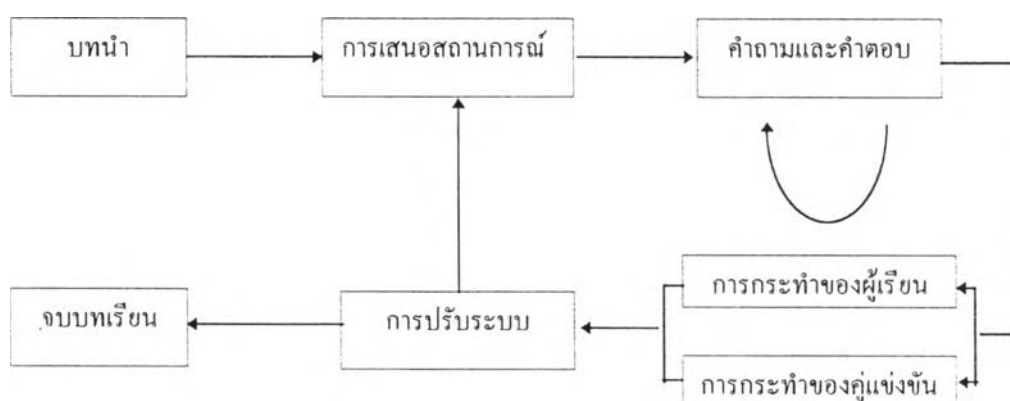 บทนำ
การเสนอสถานการณ์
คำถามและคำตอบ
การกระทำของผู้เรียน
จบบทเรียน
การปรับระบบ
การกระทำของคู่แข่งขัน